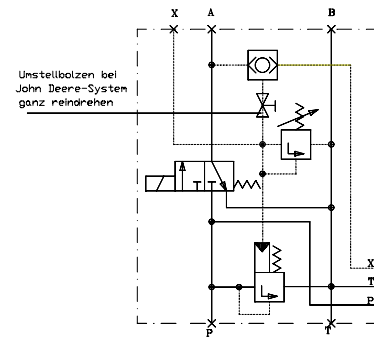 X A B
Umstellbolzen bei
John Deere-System
ganz reindrehen
X
T
P
P T